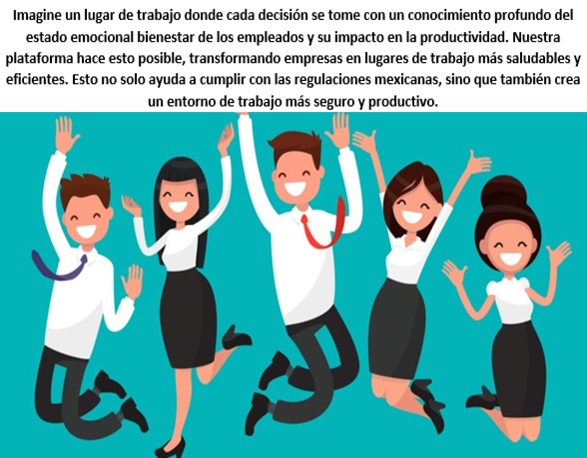 Imagine un lugar de trabajo donde cada decisión se tome con un conocimiento profundo del
estado emocional bienestar de los empleados y su impacto en la productividad. Nuestra
plataforma hace esto posible, transformando empresas en lugares de trabajo más saludables y
eficientes. Esto no solo ayuda a cumplir con las regulaciones mexicanas, sino que también crea
un entorno de trabajo más seguro y productivo.